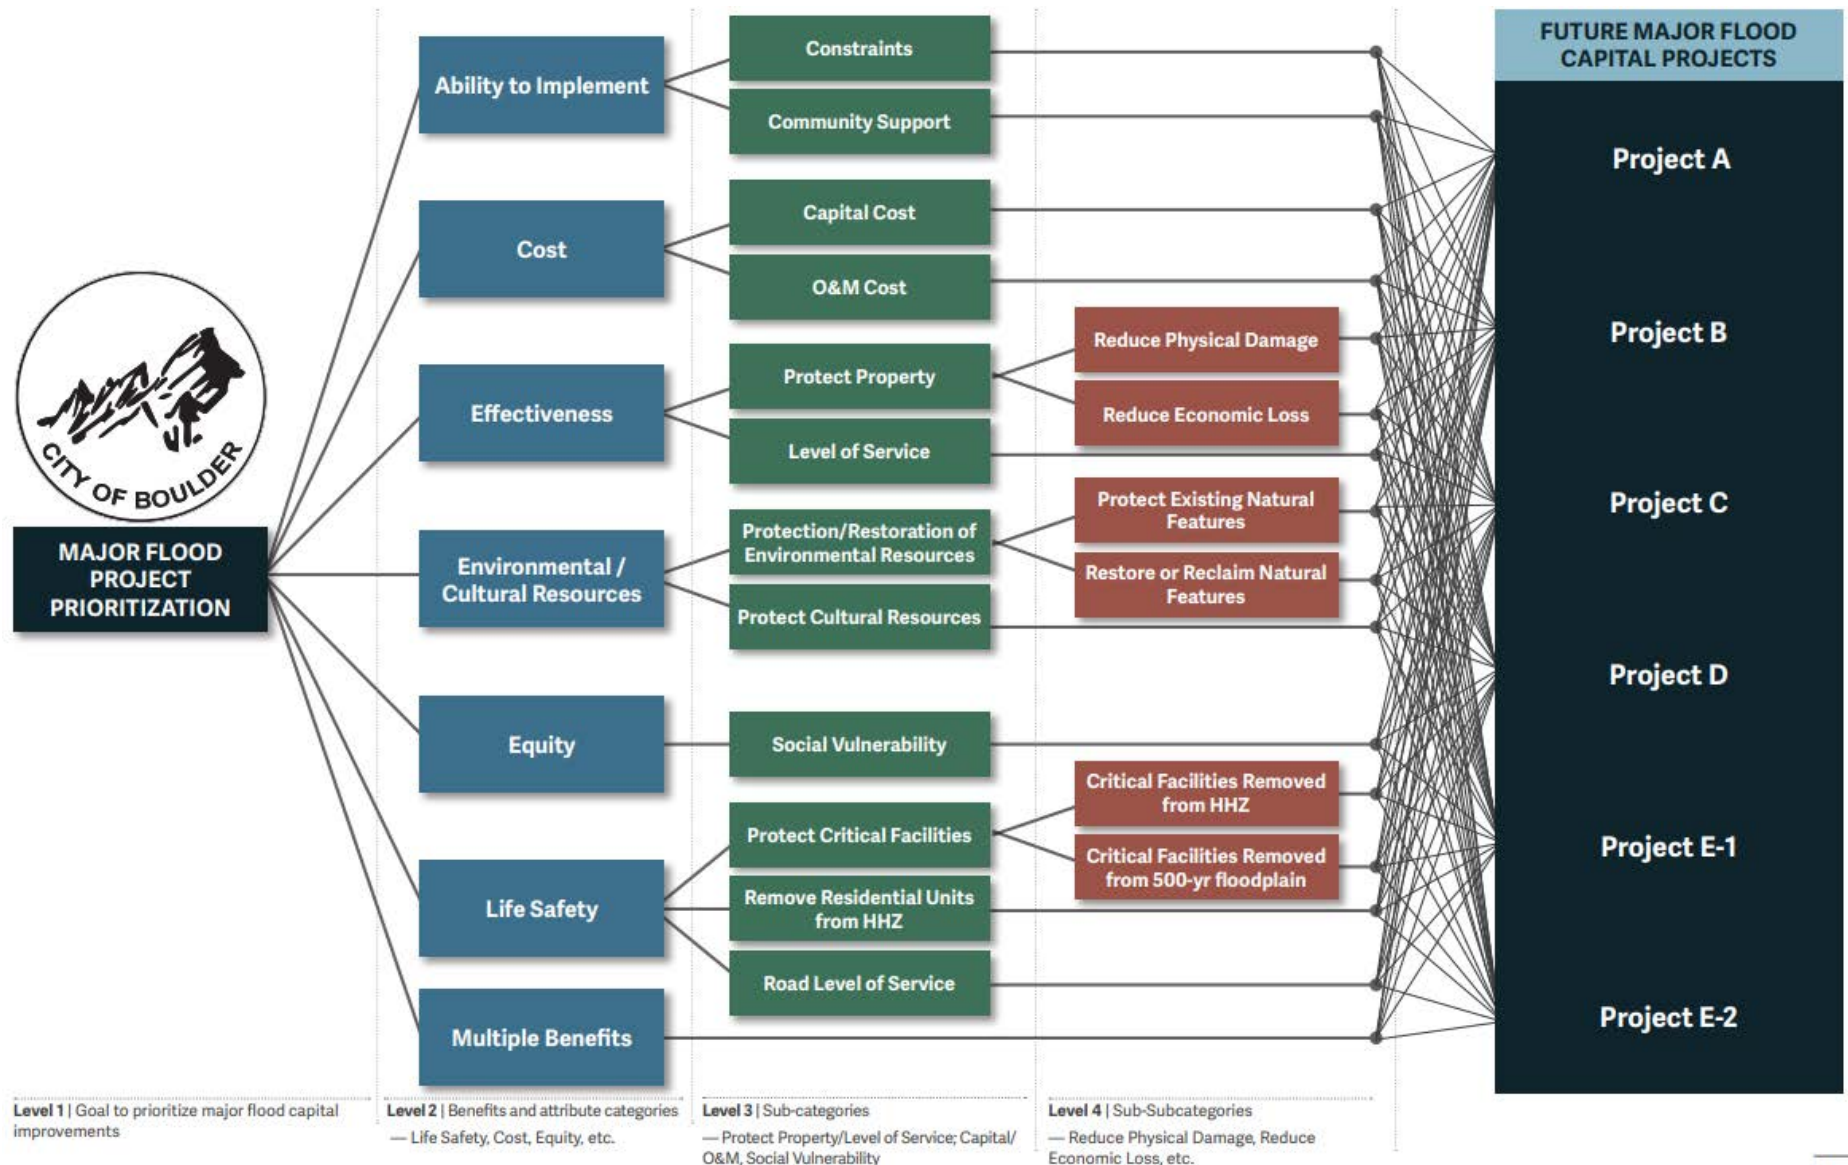 CITY OF BOULDER
MAJOR FLOOD
PROJECT
PRIORITIZATION
Ability to Implement
Cost
Effectiveness
Environmental /
Cultural Resources
Equity
Life Safety
Multiple Benefits
Constraints
Community Support
Capital Cost
O&M Cost
Protect Property
Level of Service
Protection/Restoration of
Environmental Resources
Protect Cultural Resources
Social Vulnerability
Protect Critical Facilities
Remove Residential Units
from HHZ
Road Level of Service
Reduce Physical Damage
Reduce Economic Loss
Protect Existing Natural
Features
Restore or Reclaim Natural
Features
Critical Facilities Removed
from HHZ
Critical Facilities Removed
from 500-yr floodplain
FUTURE MAJOR FLOOD
CAPITAL PROJECTS
Project A
Project B
Project C
Project D
Project E-1
Project E-2
Level 1 | Goal to prioritize major flood capital
improvements
Level 2 | Benefits and attribute categories
— Life Safety, Cost, Equity, etc.
Level 3 | Sub-categories
— Protect Property/Level of Service; Capital/
O&M, Social Vulnerability
Level 4 | Sub-Subcategories
— Reduce Physical Damage, Reduce
Economic Loss, etc.